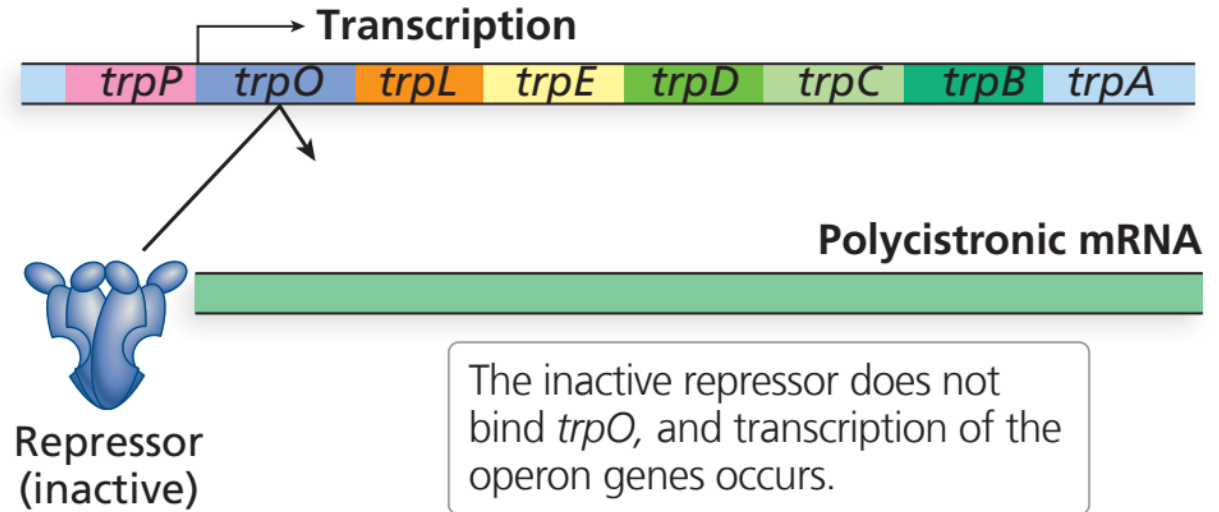 Transcription
trpP trpO trpL trpE trpD trpC trpB trpA
Polycistronic mRNA
Repressor
(inactive)
The inactive repressor does not
bind trpO, and transcription of the
operon genes occurs.